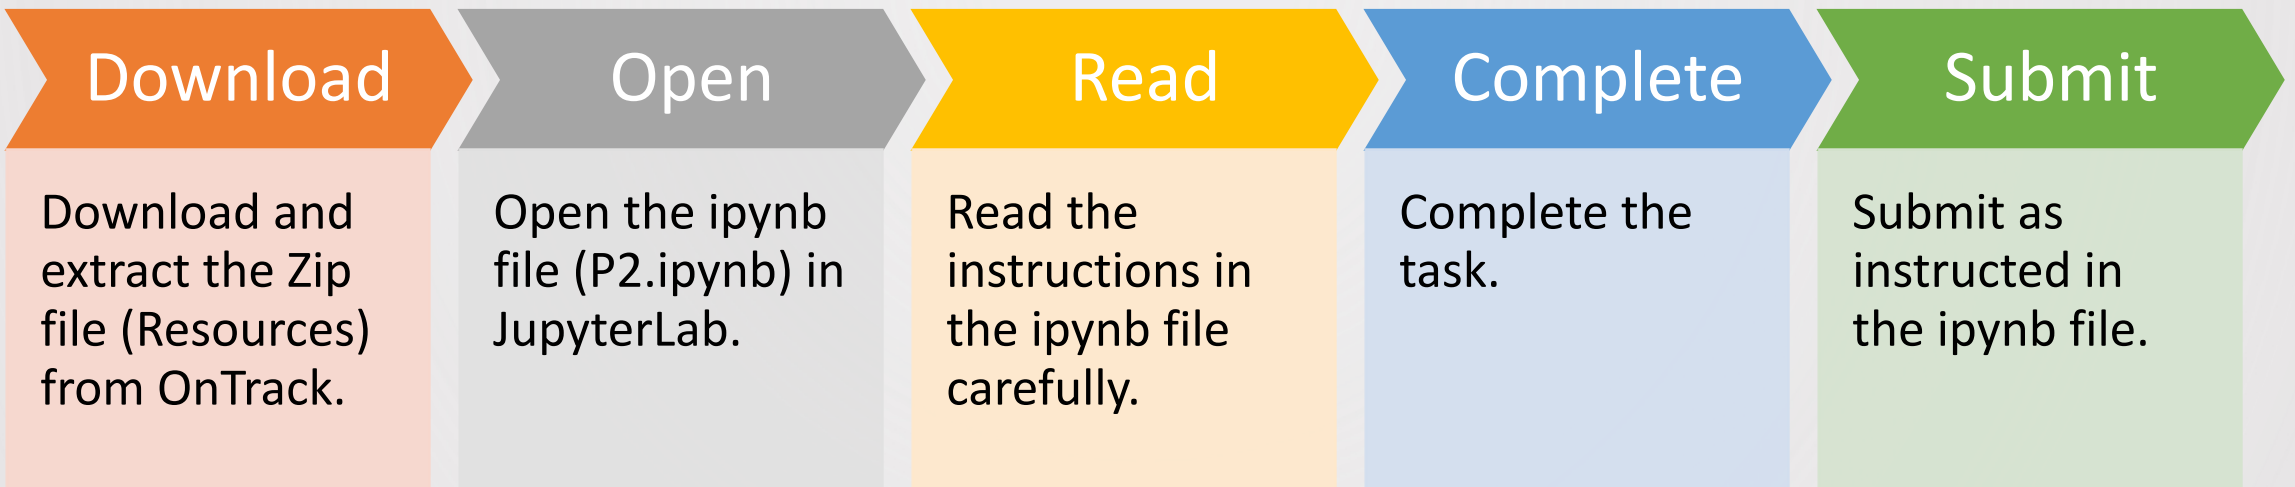 Download
Download and
extract the Zip
file (Resources)
from OnTrack.
Open
Open the ipynb
file (P2.ipynb) in
JupyterLab.
Read
Read the
instructions in
the ipynb file
carefully.
Complete
Complete the
task.
Submit
Submit as
instructed in
the ipynb file.